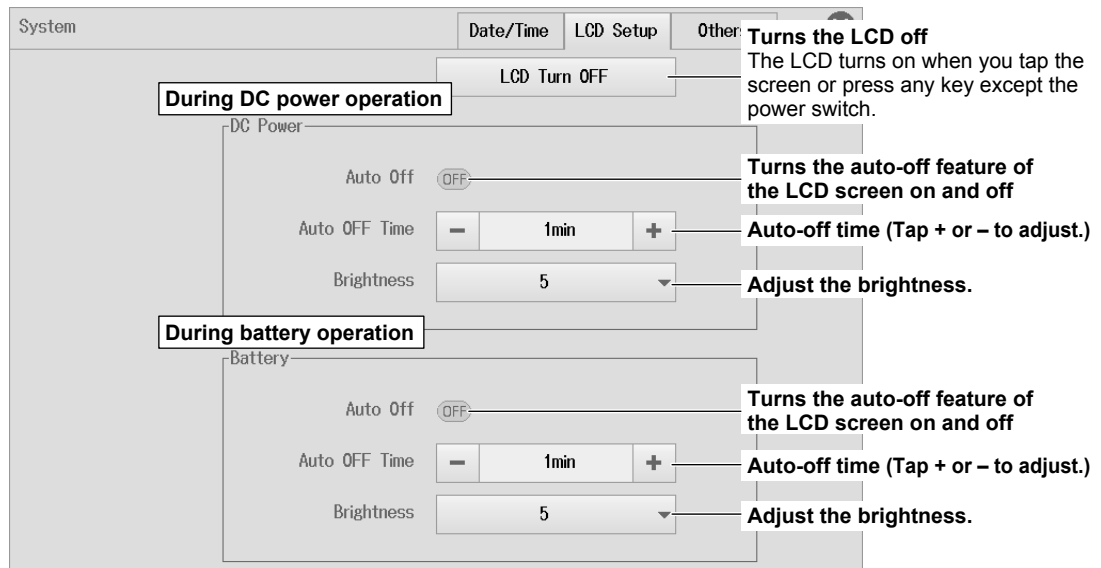 System
Date/Time
LCD Setup
Other
Turns the LCD off
The LCD turns on when you tap the
screen or press any key except the
power switch.
LCD Turn OFF
During DC power operation
DC Power
Auto Off
OFF
Turns the auto-off feature of
the LCD screen on and off
Auto OFF Time
− 1min +
Auto-off time (Tap + or – to adjust.)
Brightness
5
Adjust the brightness.
During battery operation
Battery
Auto Off
OFF
Turns the auto-off feature of
the LCD screen on and off
Auto OFF Time
− 1min +
Auto-off time (Tap + or – to adjust.)
Brightness
5
Adjust the brightness.